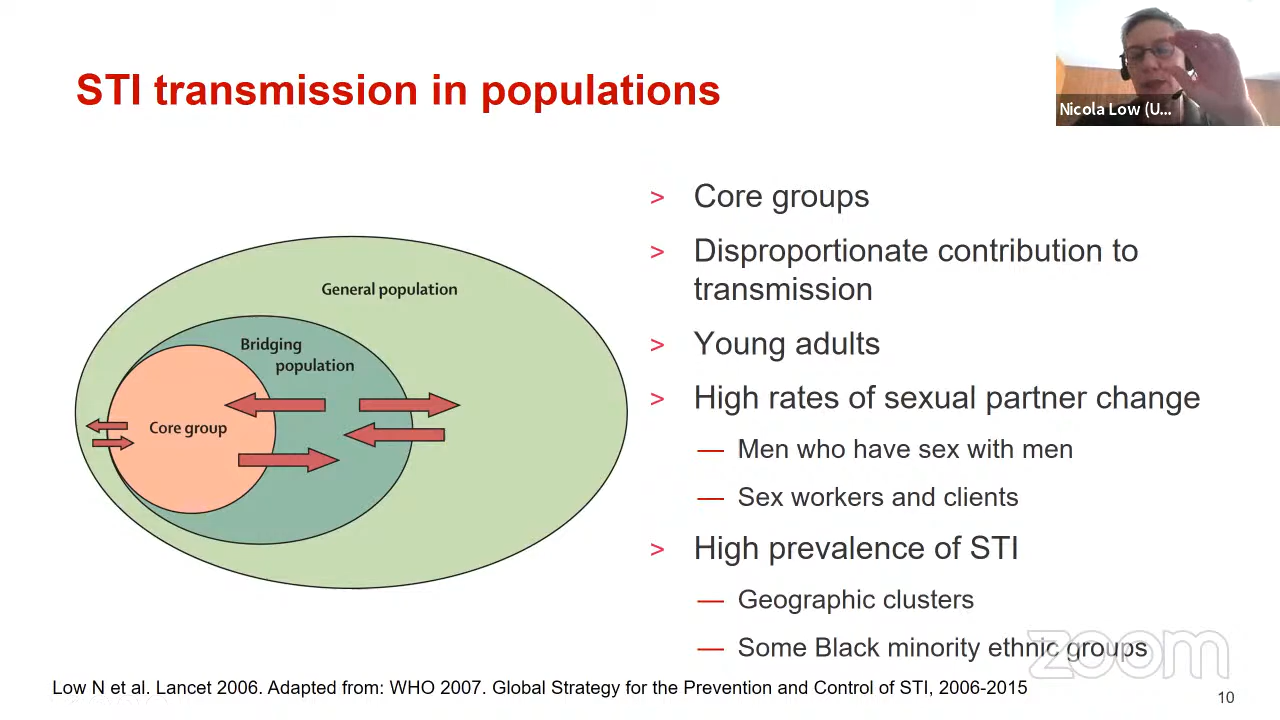 STI transmission in populations
Nicola Low (U...
General population
Bridging
population
Core group
> Core groups
> Disproportionate contribution to
transmission
> Young adults
> High rates of sexual partner change
— Men who have sex with men
— Sex workers and clients
> High prevalence of STI
— Geographic clusters
— Some Black minority ethnic groups
zoom
Low N et al. Lancet 2006. Adapted from: WHO 2007. Global Strategy for the Prevention and Control of STI, 2006-2015
10